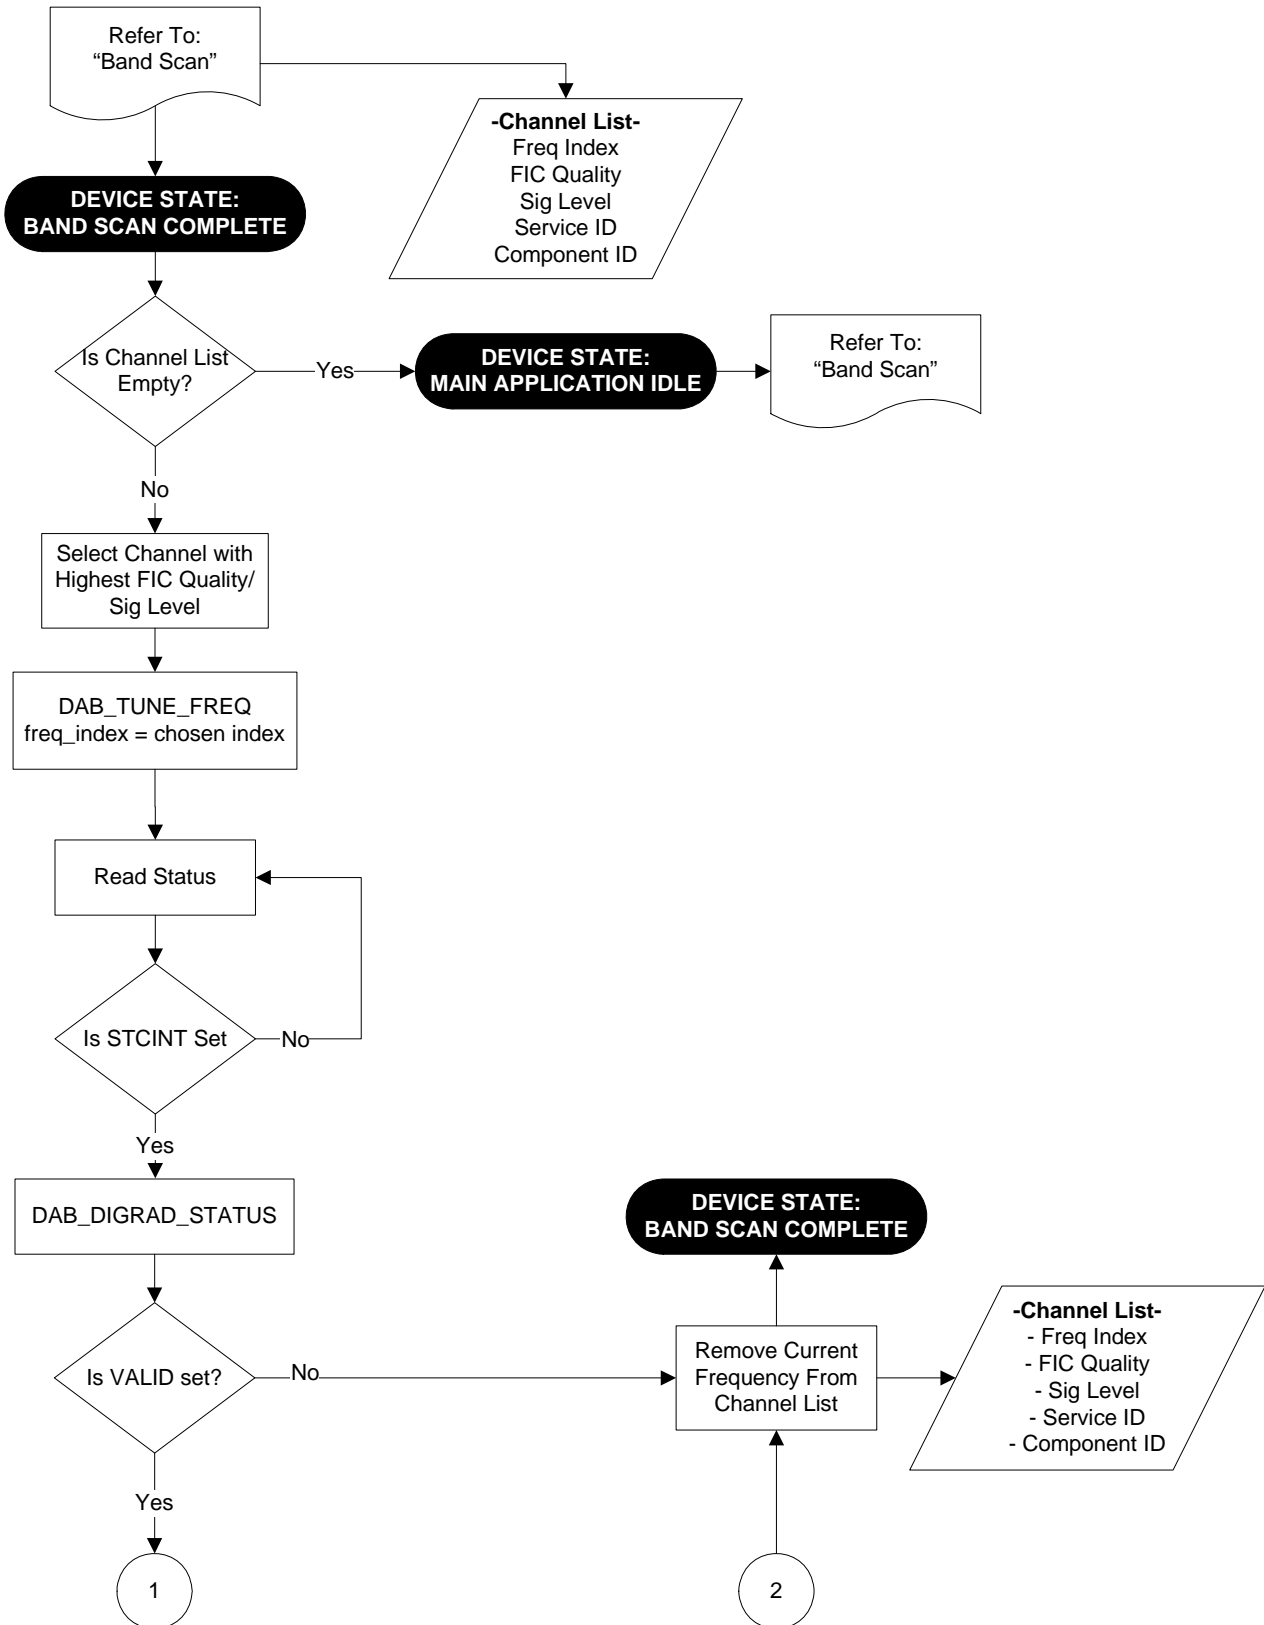 Refer To:
“Band Scan”
-Channel List-
Freq Index
FIC Quality
Sig Level
Service ID
Component ID
DEVICE STATE:
BAND SCAN COMPLETE
Is Channel List
Empty?
Yes
DEVICE STATE:
MAIN APPLICATION IDLE
Refer To:
“Band Scan”
No
Select Channel with
Highest FIC Quality/
Sig Level
DAB_TUNE_FREQ
freq_index = chosen index
Read Status
Is STCINT Set
No
Yes
DAB_DIGRAD_STATUS
DEVICE STATE:
BAND SCAN COMPLETE
Is VALID set?
No
Remove Current
Frequency From
Channel List
-Channel List-
- Freq Index
- FIC Quality
- Sig Level
- Service ID
- Component ID
Yes
1
2